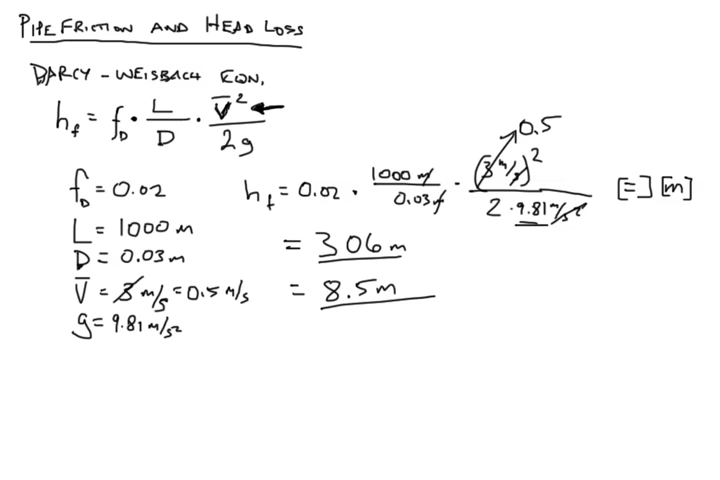 PIPE FRICTION AND HEAD LOSS
DARCY - WEISBACH EQN.
h_f = f_D · L/D · V̅²/2g
f_D = 0.02
L = 1000 m
D = 0.03 m
V̅ = 3 m/s = 0.5 m/s
g = 9.81 m/s²
0.5
h_f = 0.02 · 1000 m/0.03 m · (3 m/s)²/2 · 9.81 m/s² [=] [m]
= 306 m
= 8.5 m